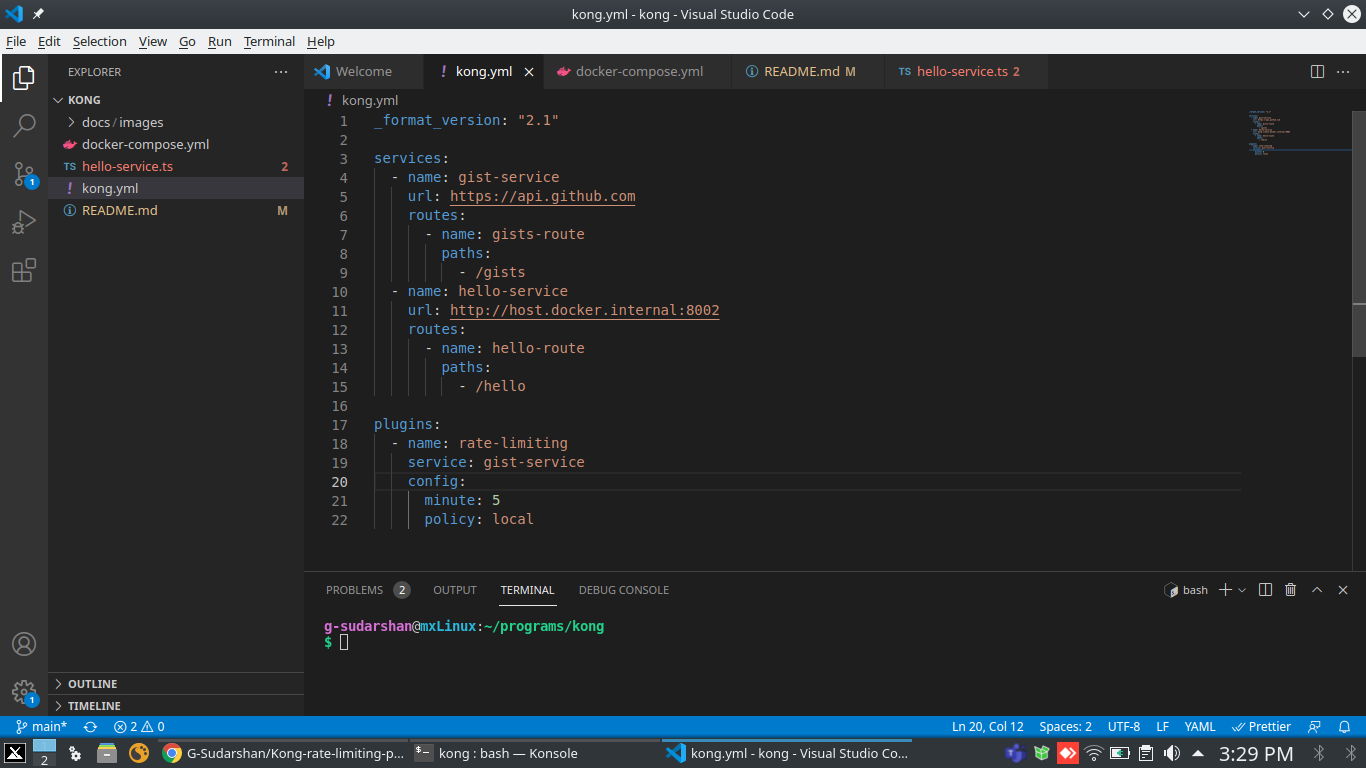 kong.yml - kong - Visual Studio Code
File Edit Selection View Go Run Terminal Help
EXPLORER
KONG
docs / images
docker-compose.yml
TS hello-service.ts 2
! kong.yml
README.md M
OUTLINE
TIMELINE
1
1
Welcome ! kong.yml docker-compose.yml README.md M TS hello-service.ts 2
! kong.yml
1 _format_version: "2.1"
2
3 services:
4 - name: gist-service
5 url: https://api.github.com
6 routes:
7 - name: gists-route
8 paths:
9 - /gists
10 - name: hello-service
11 url: http://host.docker.internal:8002
12 routes:
13 - name: hello-route
14 paths:
15 - /hello
16
17 plugins:
18 - name: rate-limiting
19 service: gist-service
20 config:
21 minute: 5
22 policy: local
PROBLEMS 2 OUTPUT TERMINAL DEBUG CONSOLE bash
g-sudarshan@mxLinux:~/programs/kong
$
main* 2 0 Ln 20, Col 12 Spaces: 2 UTF-8 LF YAML Prettier
2 G-Sudarshan/Kong-rate-limiting-p... kong : bash — Konsole kong.yml - kong - Visual Studio Co... 3:29 PM